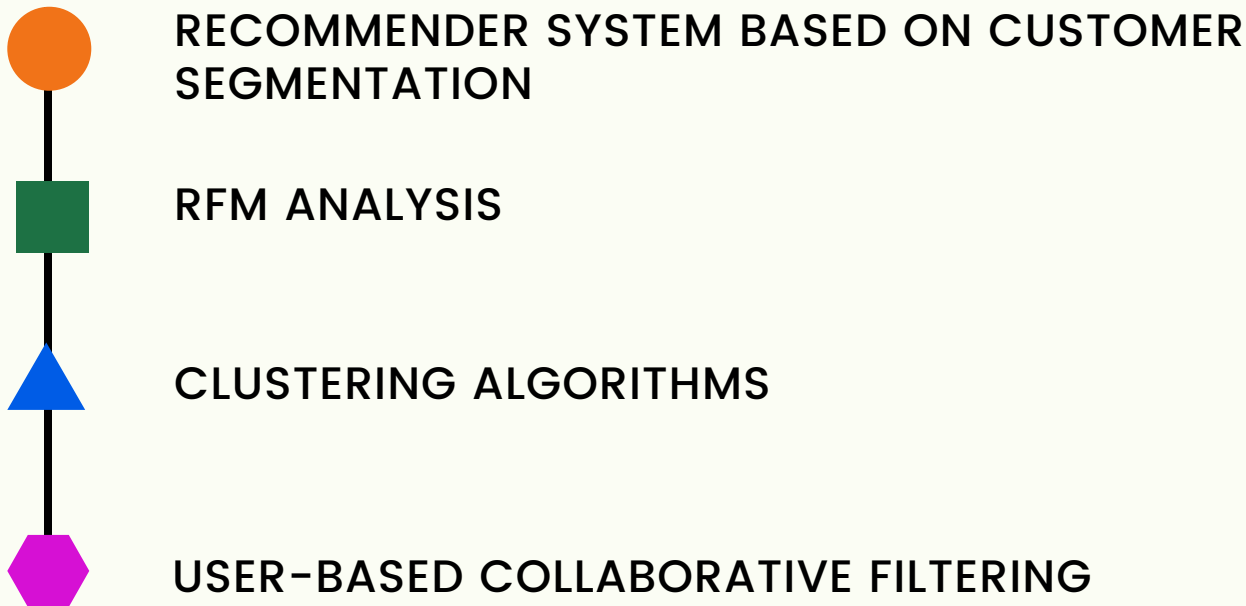 RECOMMENDER SYSTEM BASED ON CUSTOMER
SEGMENTATION
RFM ANALYSIS
CLUSTERING ALGORITHMS
USER-BASED COLLABORATIVE FILTERING